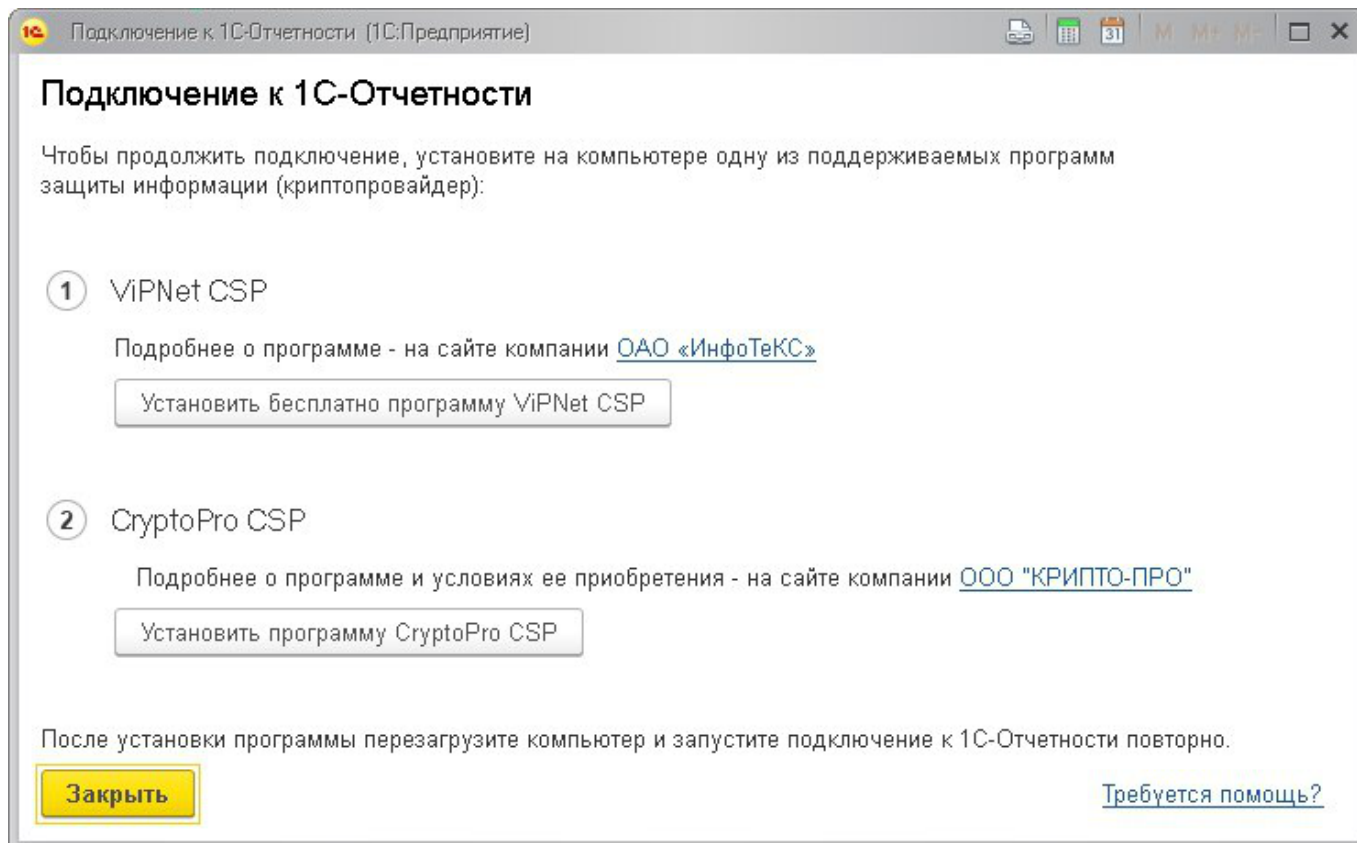 1С Подключение к 1С-Отчетности (1С:Предприятие) 31 M M+ M-
Подключение к 1С-Отчетности
Чтобы продолжить подключение, установите на компьютере одну из поддерживаемых программ
защиты информации (криптопровайдер):
1 ViPNet CSP
Подробнее о программе - на сайте компании ОАО «ИнфоТеКС»
Установить бесплатно программу ViPNet CSP
2 CryptoPro CSP
Подробнее о программе и условиях ее приобретения - на сайте компании ООО "КРИПТО-ПРО"
Установить программу CryptoPro CSP
После установки программы перезагрузите компьютер и запустите подключение к 1С-Отчетности повторно.
Закрыть Требуется помощь?